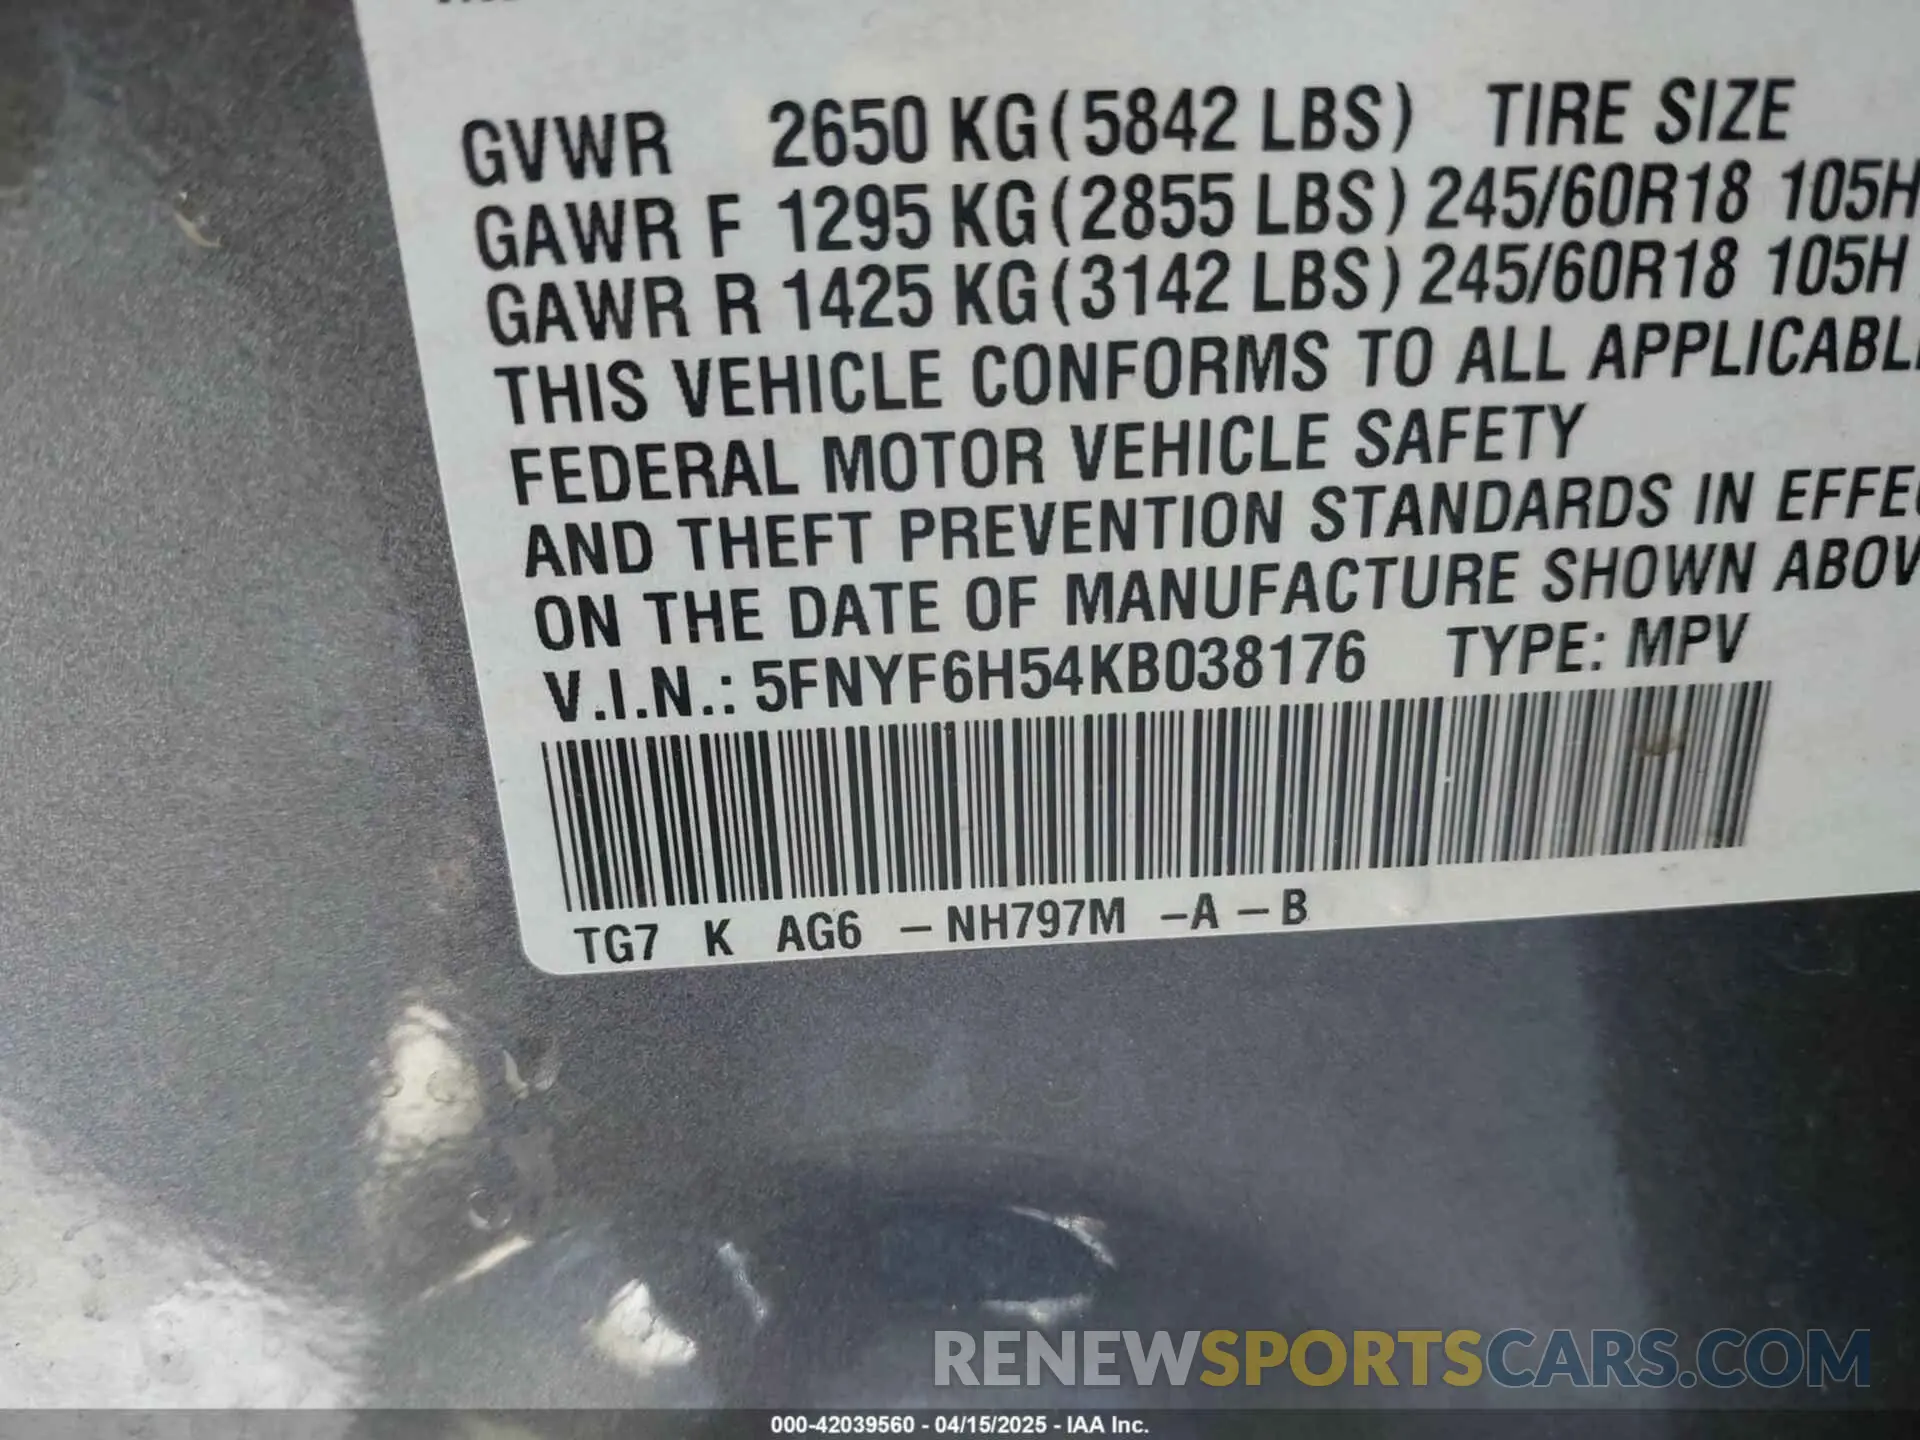 GVWR 2650 KG (5842 LBS) TIRE SIZE
GAWR F 1295 KG (2855 LBS) 245/60R18 105H
GAWR R 1425 KG (3142 LBS) 245/60R18 105H
THIS VEHICLE CONFORMS TO ALL APPLICABL
FEDERAL MOTOR VEHICLE SAFETY
AND THEFT PREVENTION STANDARDS IN EFFE
ON THE DATE OF MANUFACTURE SHOWN ABOV
V.I.N.: 5FNYF6H54KB038176 TYPE: MPV
TG7 K AG6 – NH797M –A – B
RENEWSPORTSCARS.COM
000-42039560 - 04/15/2025 - IAA Inc.